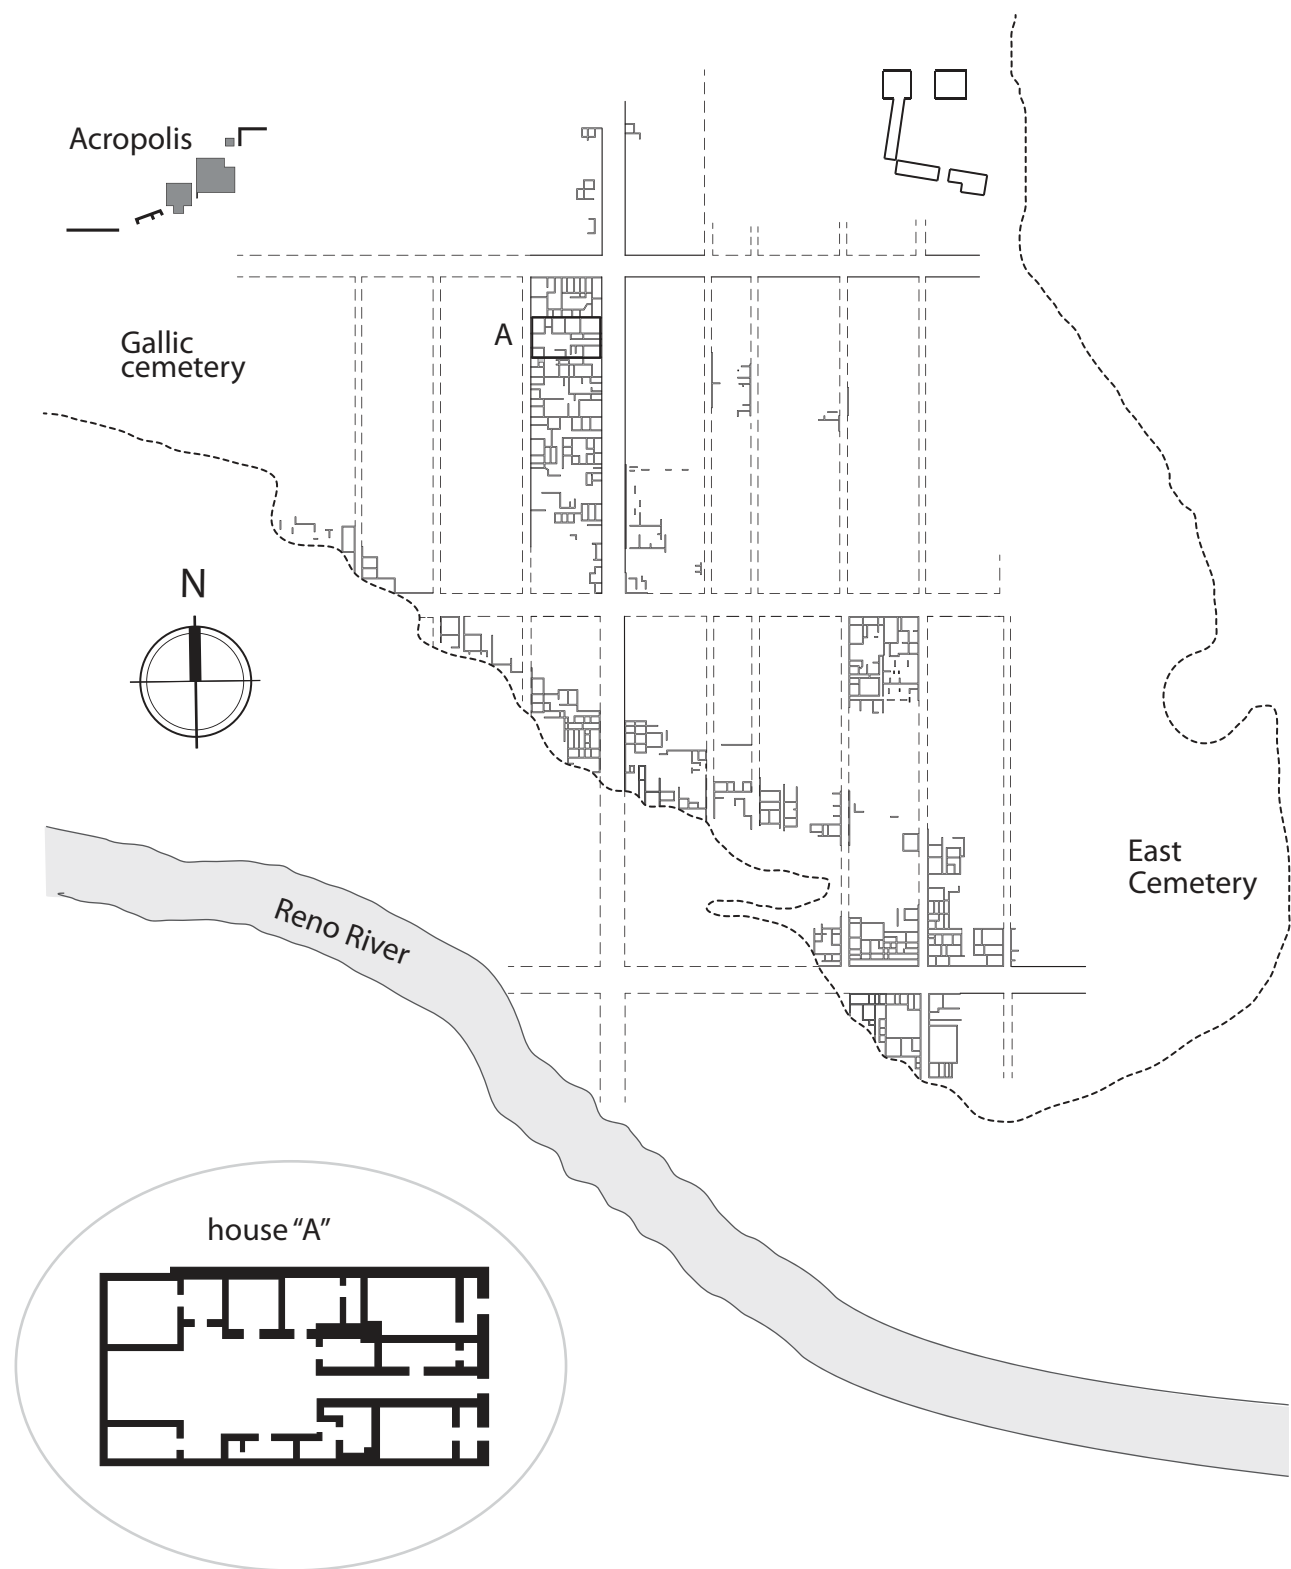 Acropolis
Gallic
cemetery
A
N
East
Cemetery
Reno River
house “A”